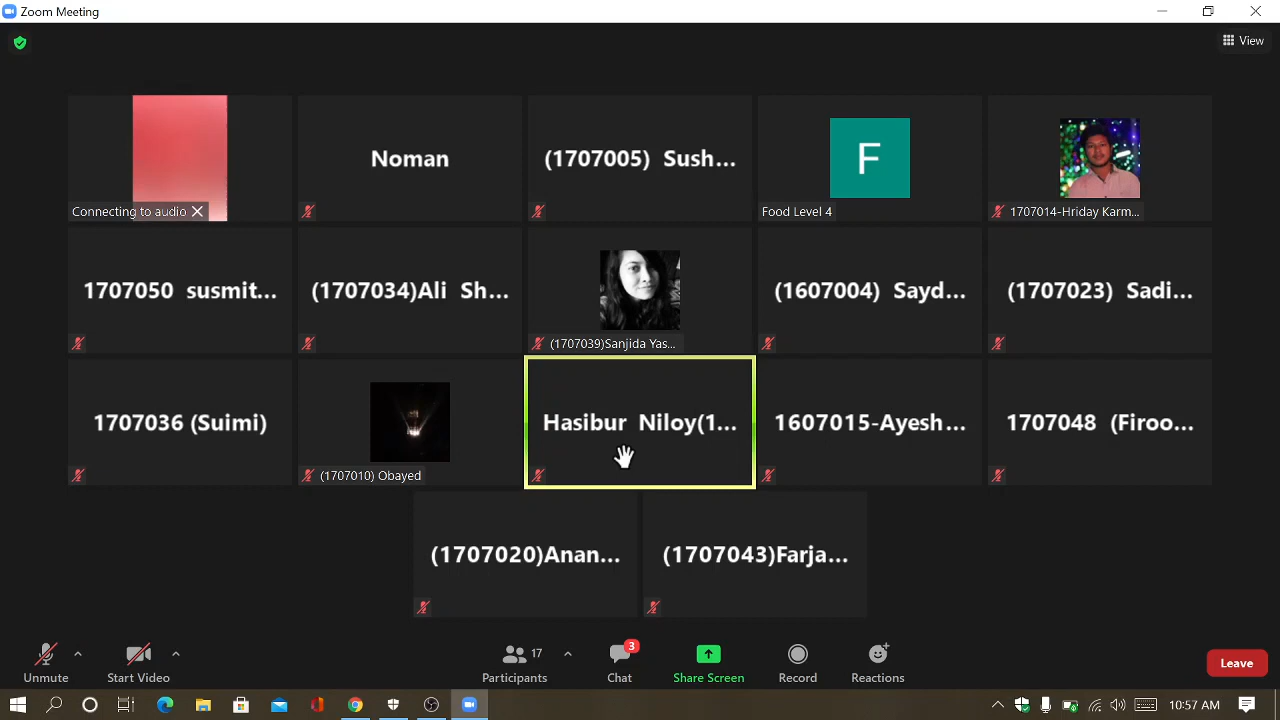 Zoom Meeting
View
Connecting to audio
Noman
(1707005) Sush...
F
Food Level 4
1707014-Hriday Karm...
1707050 susmit...
(1707034)Ali Sh...
(1707039)Sanjida Yas...
(1607004) Sayd...
(1707023) Sadi...
1707036 (Suimi)
(1707010) Obayed
Hasibur Niloy(1...
1607015-Ayesh...
1707048 (Firoo...
(1707020)Anan...
(1707043)Farja...
Unmute
Start Video
17
Participants
3
Chat
Share Screen
Record
Reactions
Leave
10:57 AM